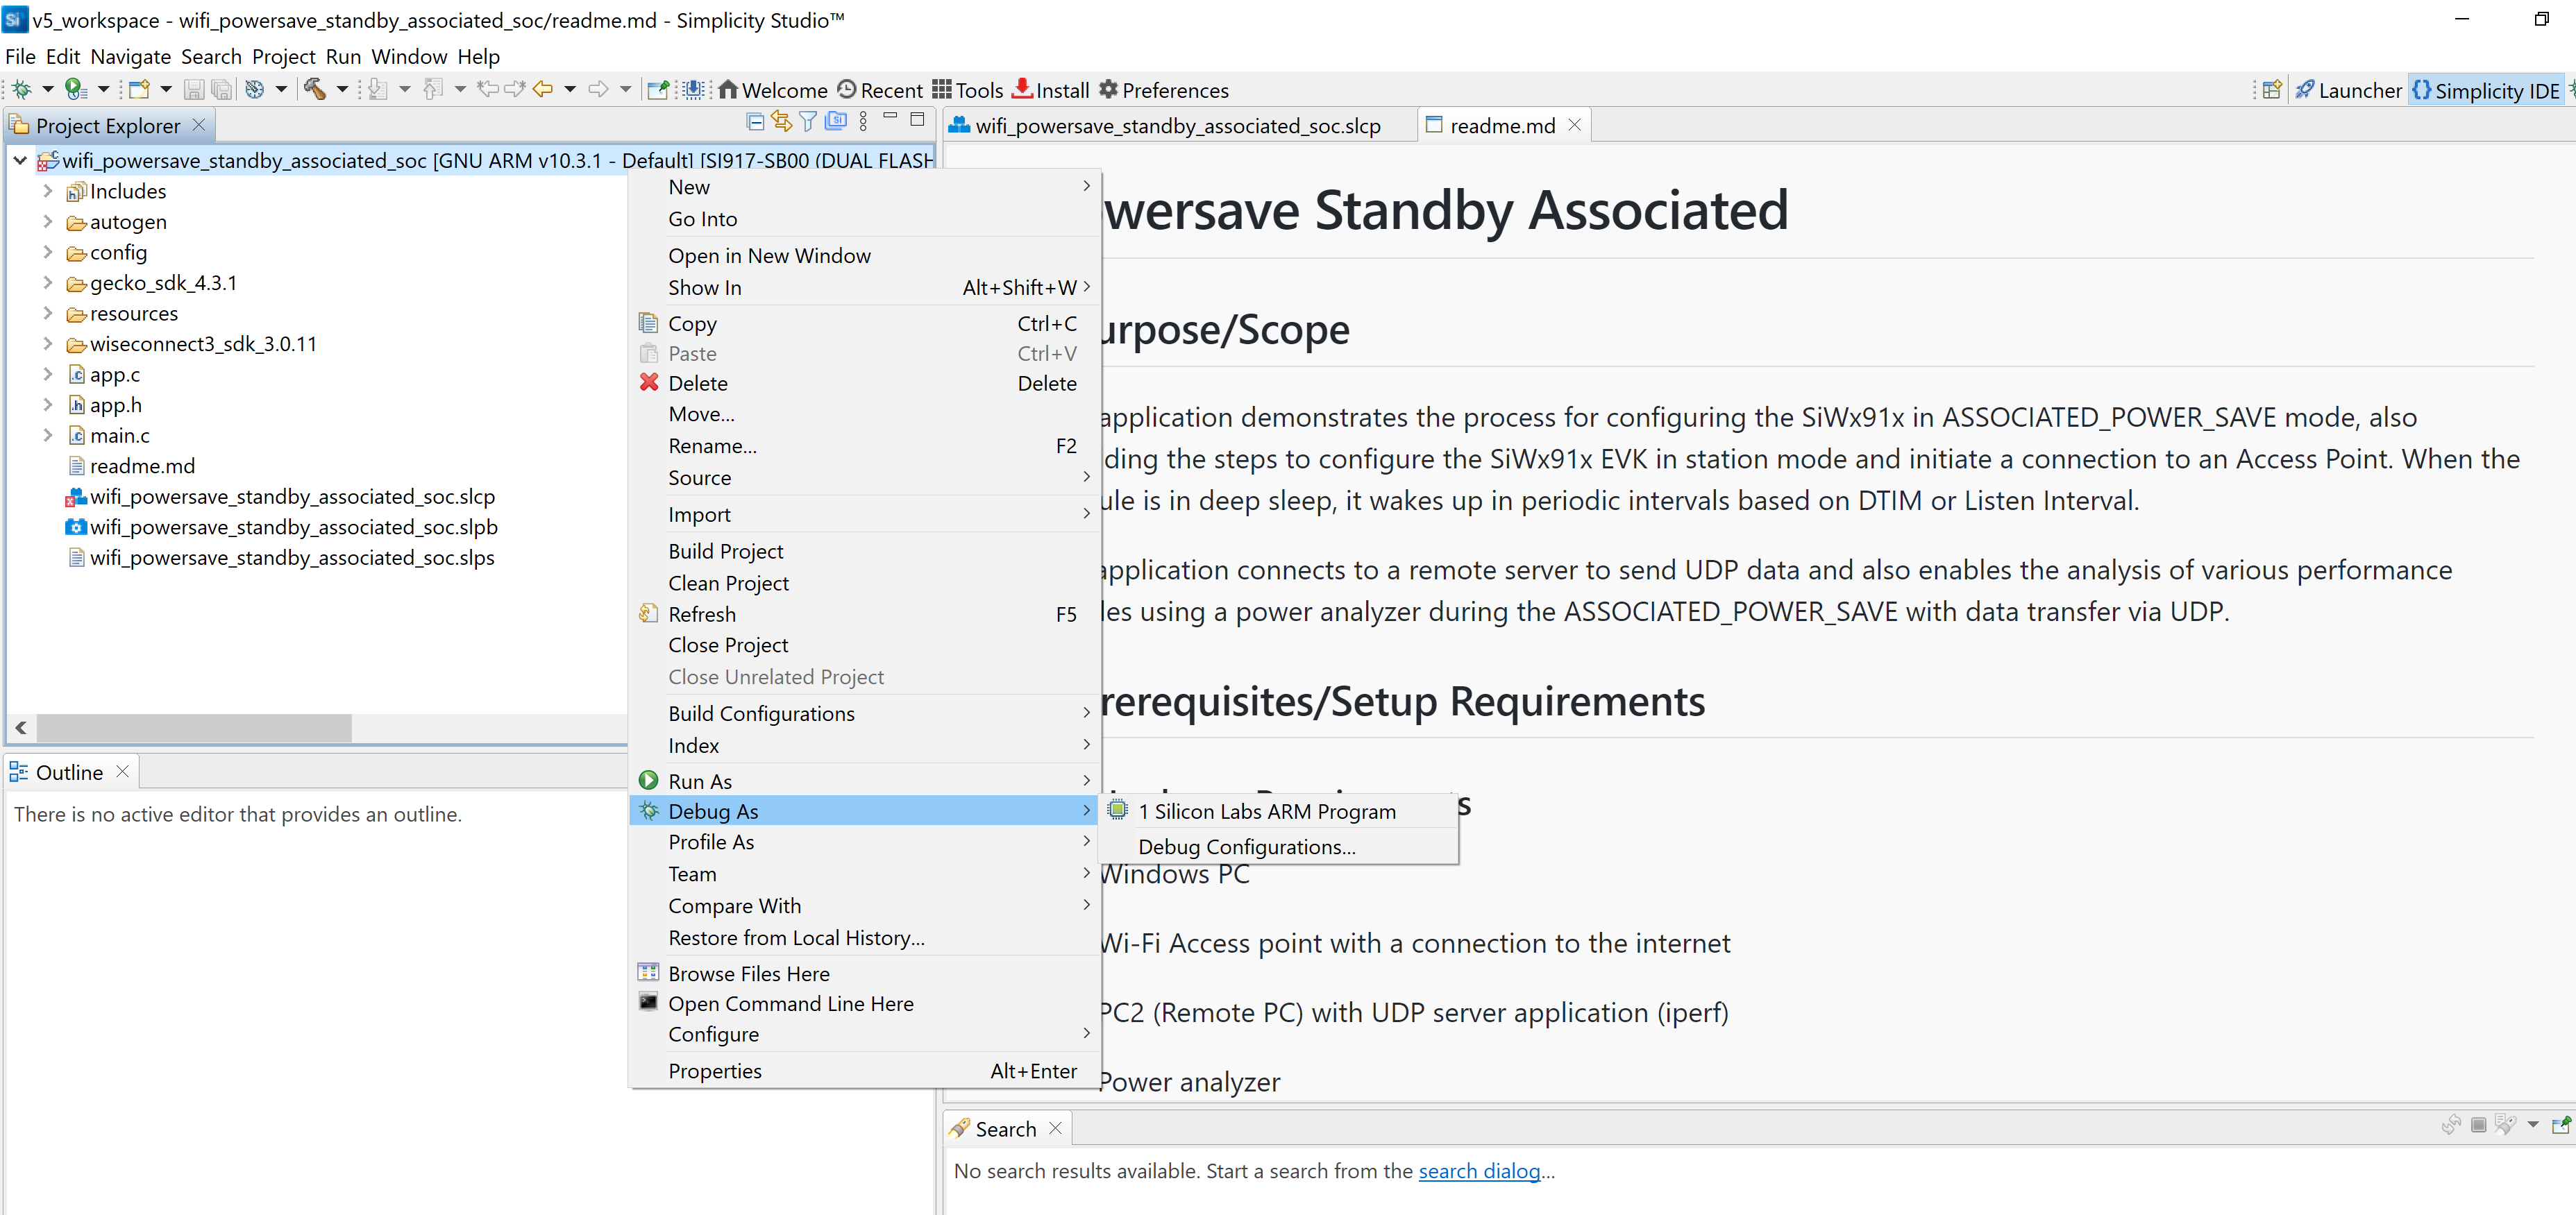 v5_workspace - wifi_powersave_standby_associated_soc/readme.md - Simplicity Studio™
File Edit Navigate Search Project Run Window Help
Welcome Recent Tools Install Preferences
Launcher {} Simplicity IDE
Project Explorer
wifi_powersave_standby_associated_soc.slcp
readme.md
wifi_powersave_standby_associated_soc [GNU ARM v10.3.1 - Default] [SI917-SB00 (DUAL FLASH
Includes
autogen
config
gecko_sdk_4.3.1
resources
wiseconnect3_sdk_3.0.11
app.c
app.h
main.c
readme.md
wifi_powersave_standby_associated_soc.slcp
wifi_powersave_standby_associated_soc.slpb
wifi_powersave_standby_associated_soc.slps
Outline
There is no active editor that provides an outline.
New
Go Into
Open in New Window
Show In Alt+Shift+W
Copy Ctrl+C
Paste Ctrl+V
Delete Delete
Move...
Rename... F2
Source
Import
Build Project
Clean Project
Refresh F5
Close Project
Close Unrelated Project
Build Configurations
Index
Run As
Debug As
Profile As
Team
Compare With
Restore from Local History...
Browse Files Here
Open Command Line Here
Configure
Properties Alt+Enter
1 Silicon Labs ARM Program
Debug Configurations...
wersave Standby Associated
urpose/Scope
application demonstrates the process for configuring the SiWx91x in ASSOCIATED_POWER_SAVE mode, also
ding the steps to configure the SiWx91x EVK in station mode and initiate a connection to an Access Point. When the
ule is in deep sleep, it wakes up in periodic intervals based on DTIM or Listen Interval.
application connects to a remote server to send UDP data and also enables the analysis of various performance
les using a power analyzer during the ASSOCIATED_POWER_SAVE with data transfer via UDP.
rerequisites/Setup Requirements
Windows PC
Wi-Fi Access point with a connection to the internet
PC2 (Remote PC) with UDP server application (iperf)
Power analyzer
Search
No search results available. Start a search from the search dialog...